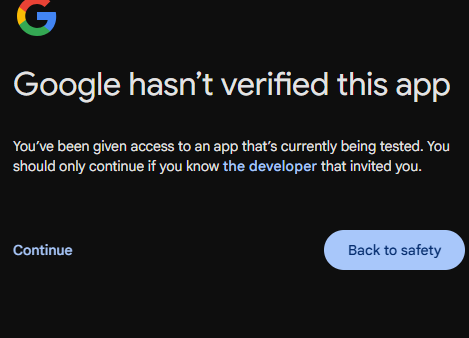 Google hasn’t verified this app
You’ve been given access to an app that’s currently being tested. You
should only continue if you know the developer that invited you.
Continue
Back to safety